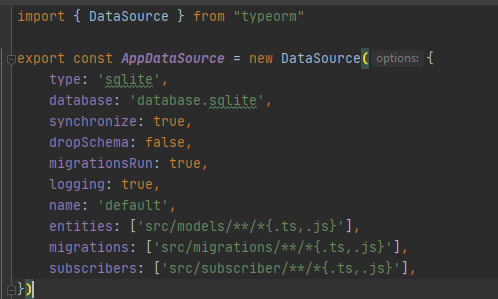 import { DataSource } from "typeorm"
export const AppDataSource = new DataSource( options: {
type: 'sqlite',
database: 'database.sqlite',
synchronize: true,
dropSchema: false,
migrationsRun: true,
logging: true,
name: 'default',
entities: ['src/models/**/*{.ts,.js}'],
migrations: ['src/migrations/**/*{.ts,.js}'],
subscribers: ['src/subscriber/**/*{.ts,.js}'],
})